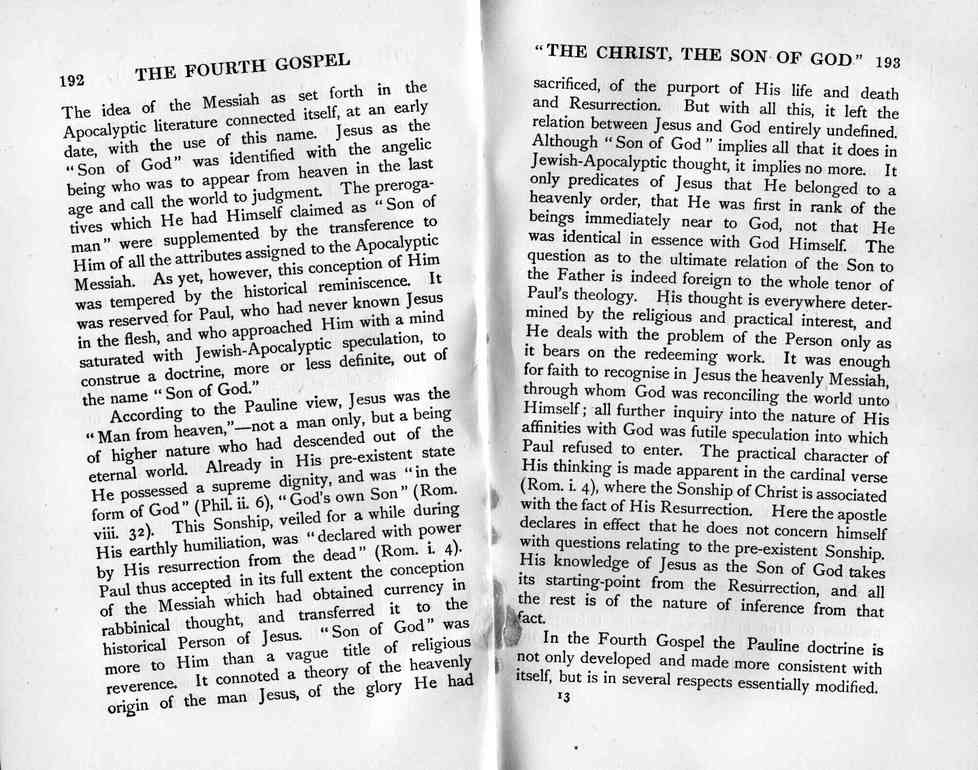 192 THE FOURTH GOSPEL
The idea of the Messiah as set forth in the
Apocalyptic literature connected itself, at an early
date, with the use of this name. Jesus as the
“Son of God” was identified with the angelic
being who was to appear from heaven in the last
age and call the world to judgment. The preroga-
tives which He had Himself claimed as “Son of
man” were supplemented by the transference to
Him of all the attributes assigned to the Apocalyptic
Messiah. As yet, however, this conception of Him
was tempered by the historical reminiscence. It
was reserved for Paul, who had never known Jesus
in the flesh, and who approached Him with a mind
saturated with Jewish-Apocalyptic speculation, to
construe a doctrine, more or less definite, out of
the name “Son of God.”
According to the Pauline view, Jesus was the
“Man from heaven,”—not a man only, but a being
of higher nature who had descended out of the
eternal world. Already in His pre-existent state
He possessed a supreme dignity, and was “in the
form of God” (Phil. ii. 6), “God’s own Son” (Rom.
viii. 32). This Sonship, veiled for a while during
His earthly humiliation, was “declared with power
by His resurrection from the dead” (Rom. i. 4).
Paul thus accepted in its full extent the conception
of the Messiah which had obtained currency in
rabbinical thought, and transferred it to the
historical Person of Jesus. “Son of God” was
more to Him than a vague title of religious
reverence. It connoted a theory of the heavenly
origin of the man Jesus, of the glory He had
“THE CHRIST, THE SON OF GOD” 193
sacrificed, of the purport of His life and death
and Resurrection. But with all this, it left the
relation between Jesus and God entirely undefined.
Although “Son of God” implies all that it does in
Jewish-Apocalyptic thought, it implies no more. It
only predicates of Jesus that He belonged to a
heavenly order, that He was first in rank of the
beings immediately near to God, not that He
was identical in essence with God Himself. The
question as to the ultimate relation of the Son to
the Father is indeed foreign to the whole tenor of
Paul’s theology. His thought is everywhere deter-
mined by the religious and practical interest, and
He deals with the problem of the Person only as
it bears on the redeeming work. It was enough
for faith to recognise in Jesus the heavenly Messiah,
through whom God was reconciling the world unto
Himself; all further inquiry into the nature of His
affinities with God was futile speculation into which
Paul refused to enter. The practical character of
His thinking is made apparent in the cardinal verse
(Rom. i. 4), where the Sonship of Christ is associated
with the fact of His Resurrection. Here the apostle
declares in effect that he does not concern himself
with questions relating to the pre-existent Sonship.
His knowledge of Jesus as the Son of God takes
its starting-point from the Resurrection, and all
the rest is of the nature of inference from that
fact.
In the Fourth Gospel the Pauline doctrine is
not only developed and made more consistent with
itself, but is in several respects essentially modified.
13